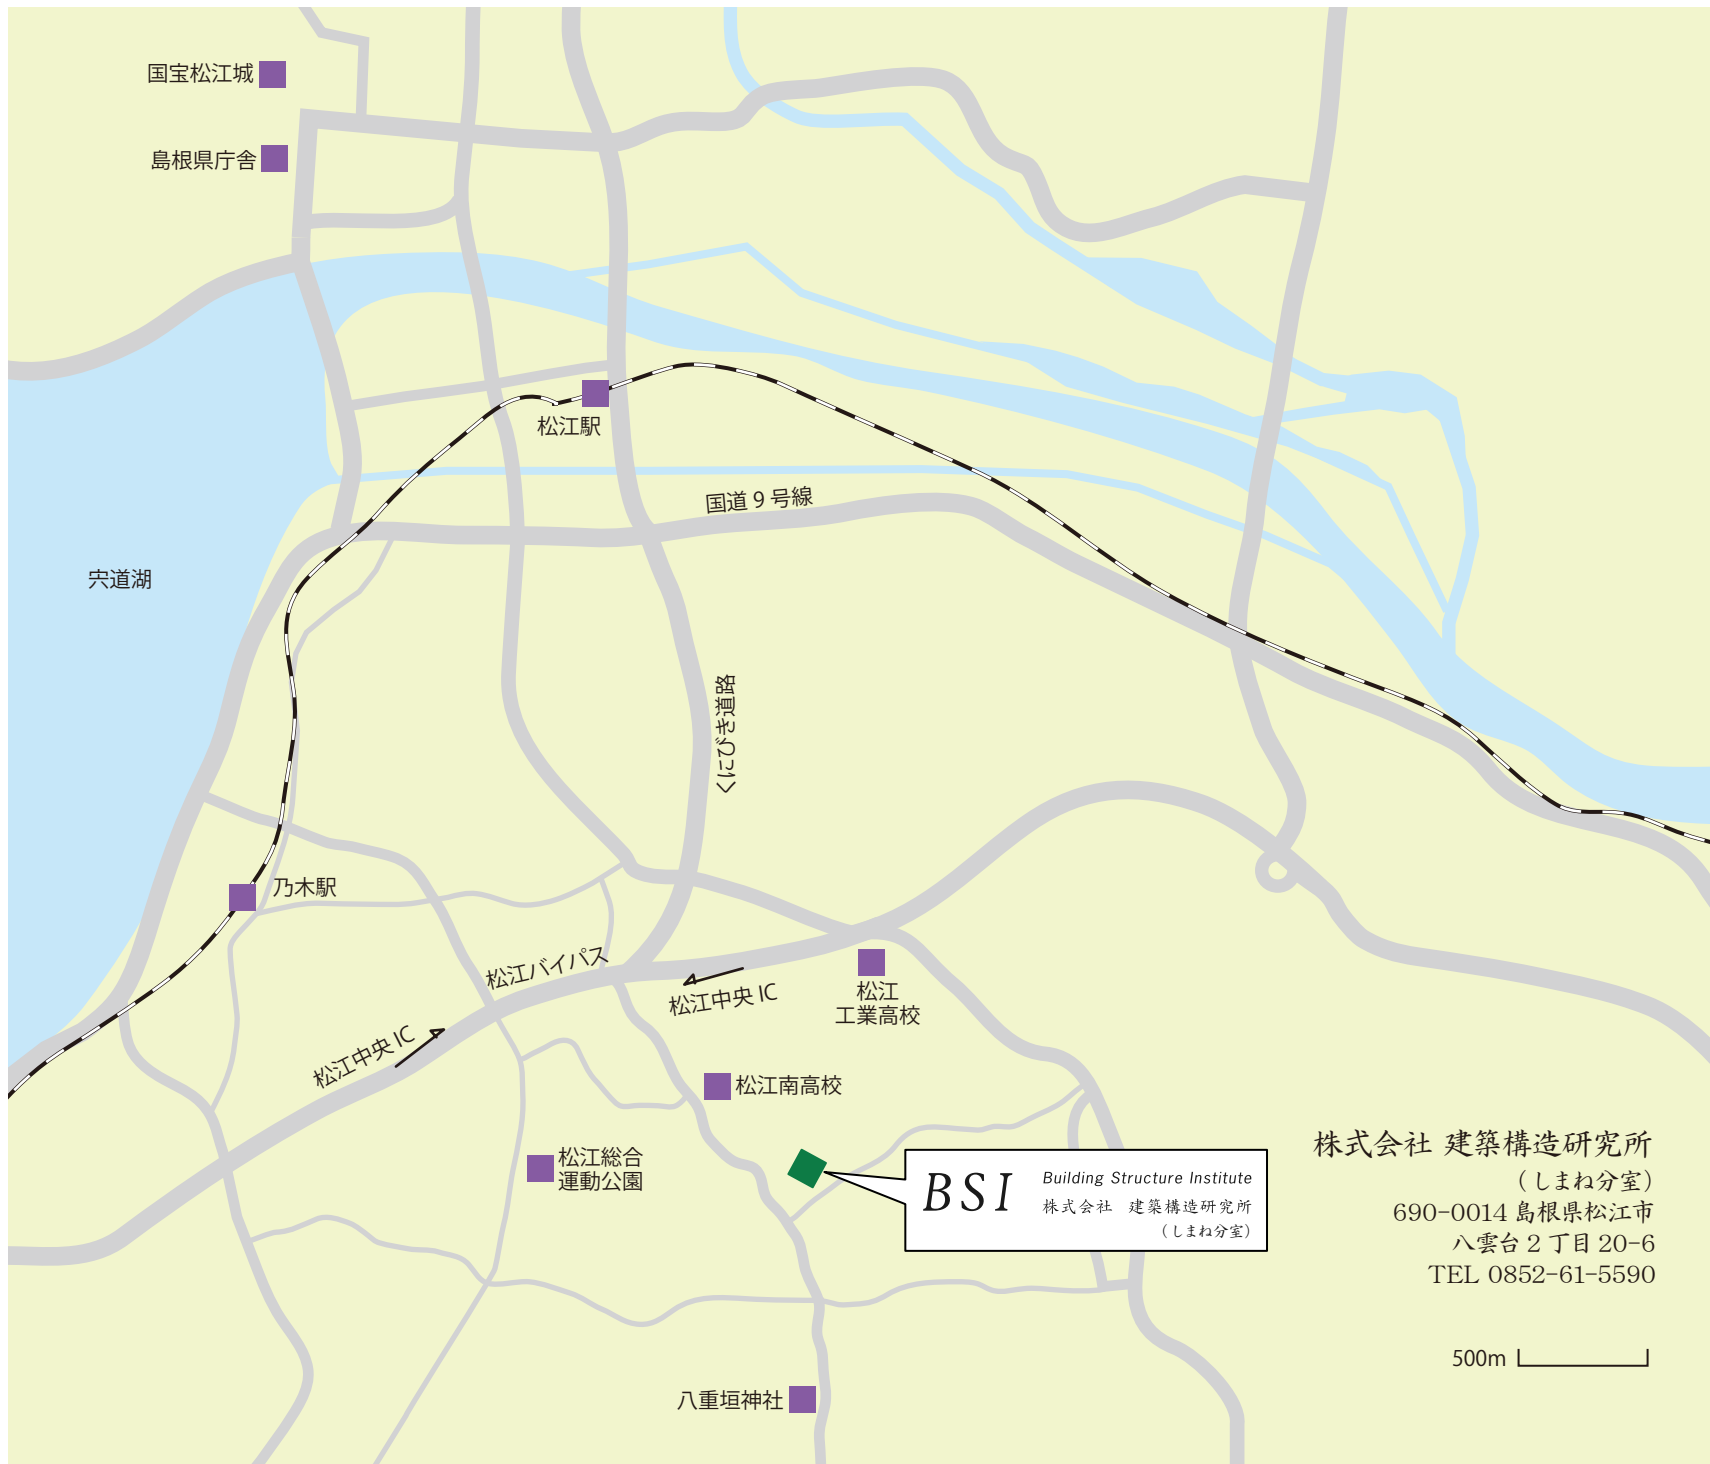 国宝松江城
島根県庁舎
松江駅
国道 9 号線
宍道湖
くにびき道路
乃木駅
松江バイパス
松江中央 IC
松江
工業高校
松江中央 IC
松江南高校
松江総合
運動公園
BSI
Building Structure Institute
株式会社 建築構造研究所
（しまね分室）
株式会社 建築構造研究所
（しまね分室）
690-0014 島根県松江市
八雲台 2 丁目 20-6
TEL 0852-61-5590
500m
八重垣神社